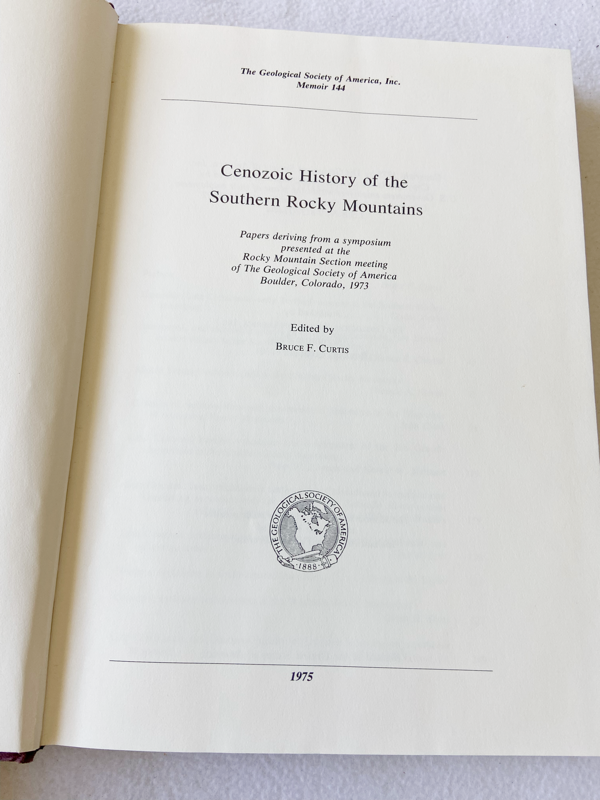 The Geological Society of America, Inc.
Memoir 144
Cenozoic History of the
Southern Rocky Mountains
Papers deriving from a symposium
presented at the
Rocky Mountain Section meeting
of The Geological Society of America
Boulder, Colorado, 1973
Edited by
BRUCE F. CURTIS
THE GEOLOGICAL SOCIETY OF AMERICA
·1888·
1975